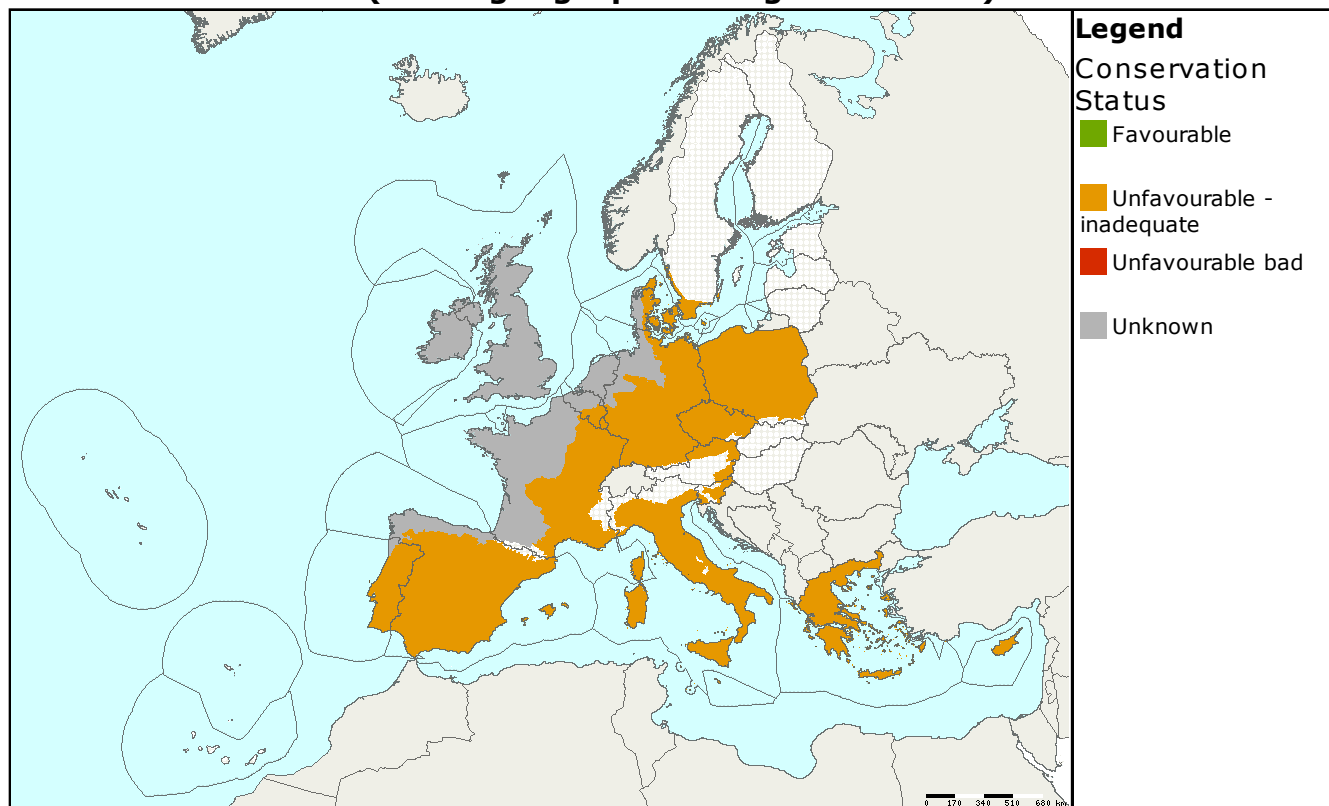 Legend
Conservation
Status
Favourable
Unfavourable -
inadequate
Unfavourable bad
Unknown
0 170 340 510 680 km